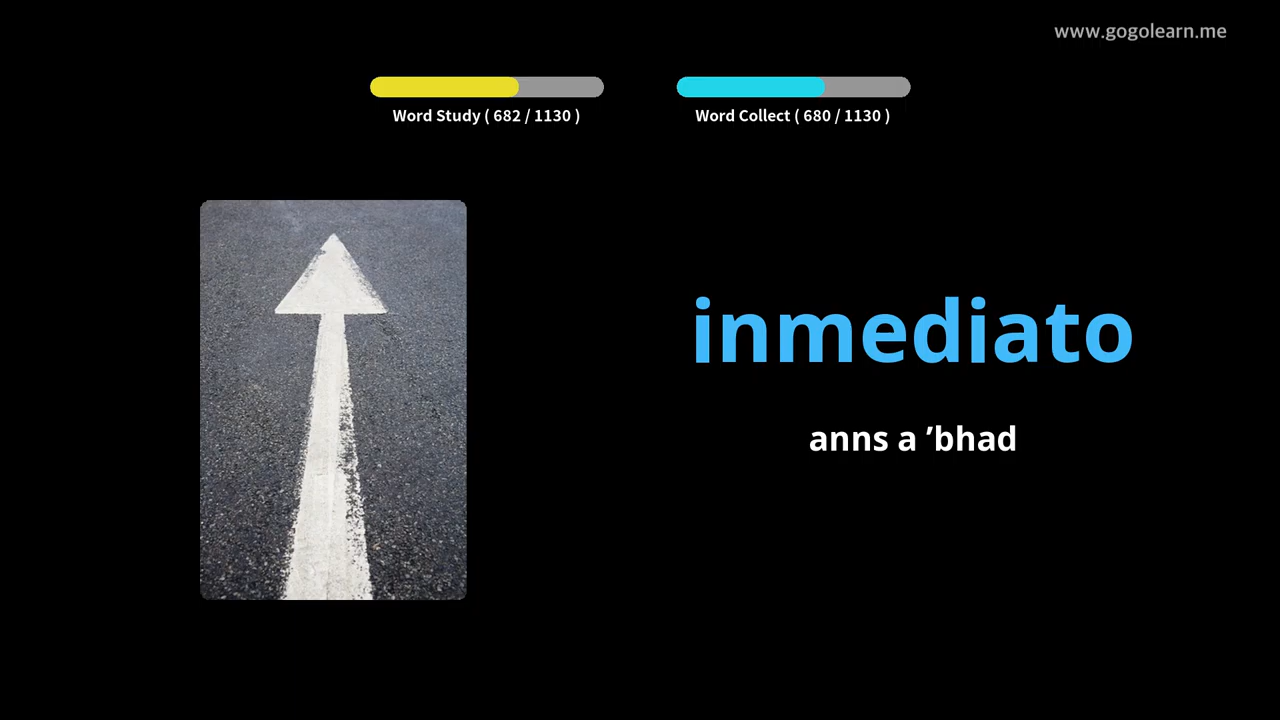 www.gogolearn.me
Word Study ( 682 / 1130 )
Word Collect ( 680 / 1130 )
inmediato
anns a ’bhad